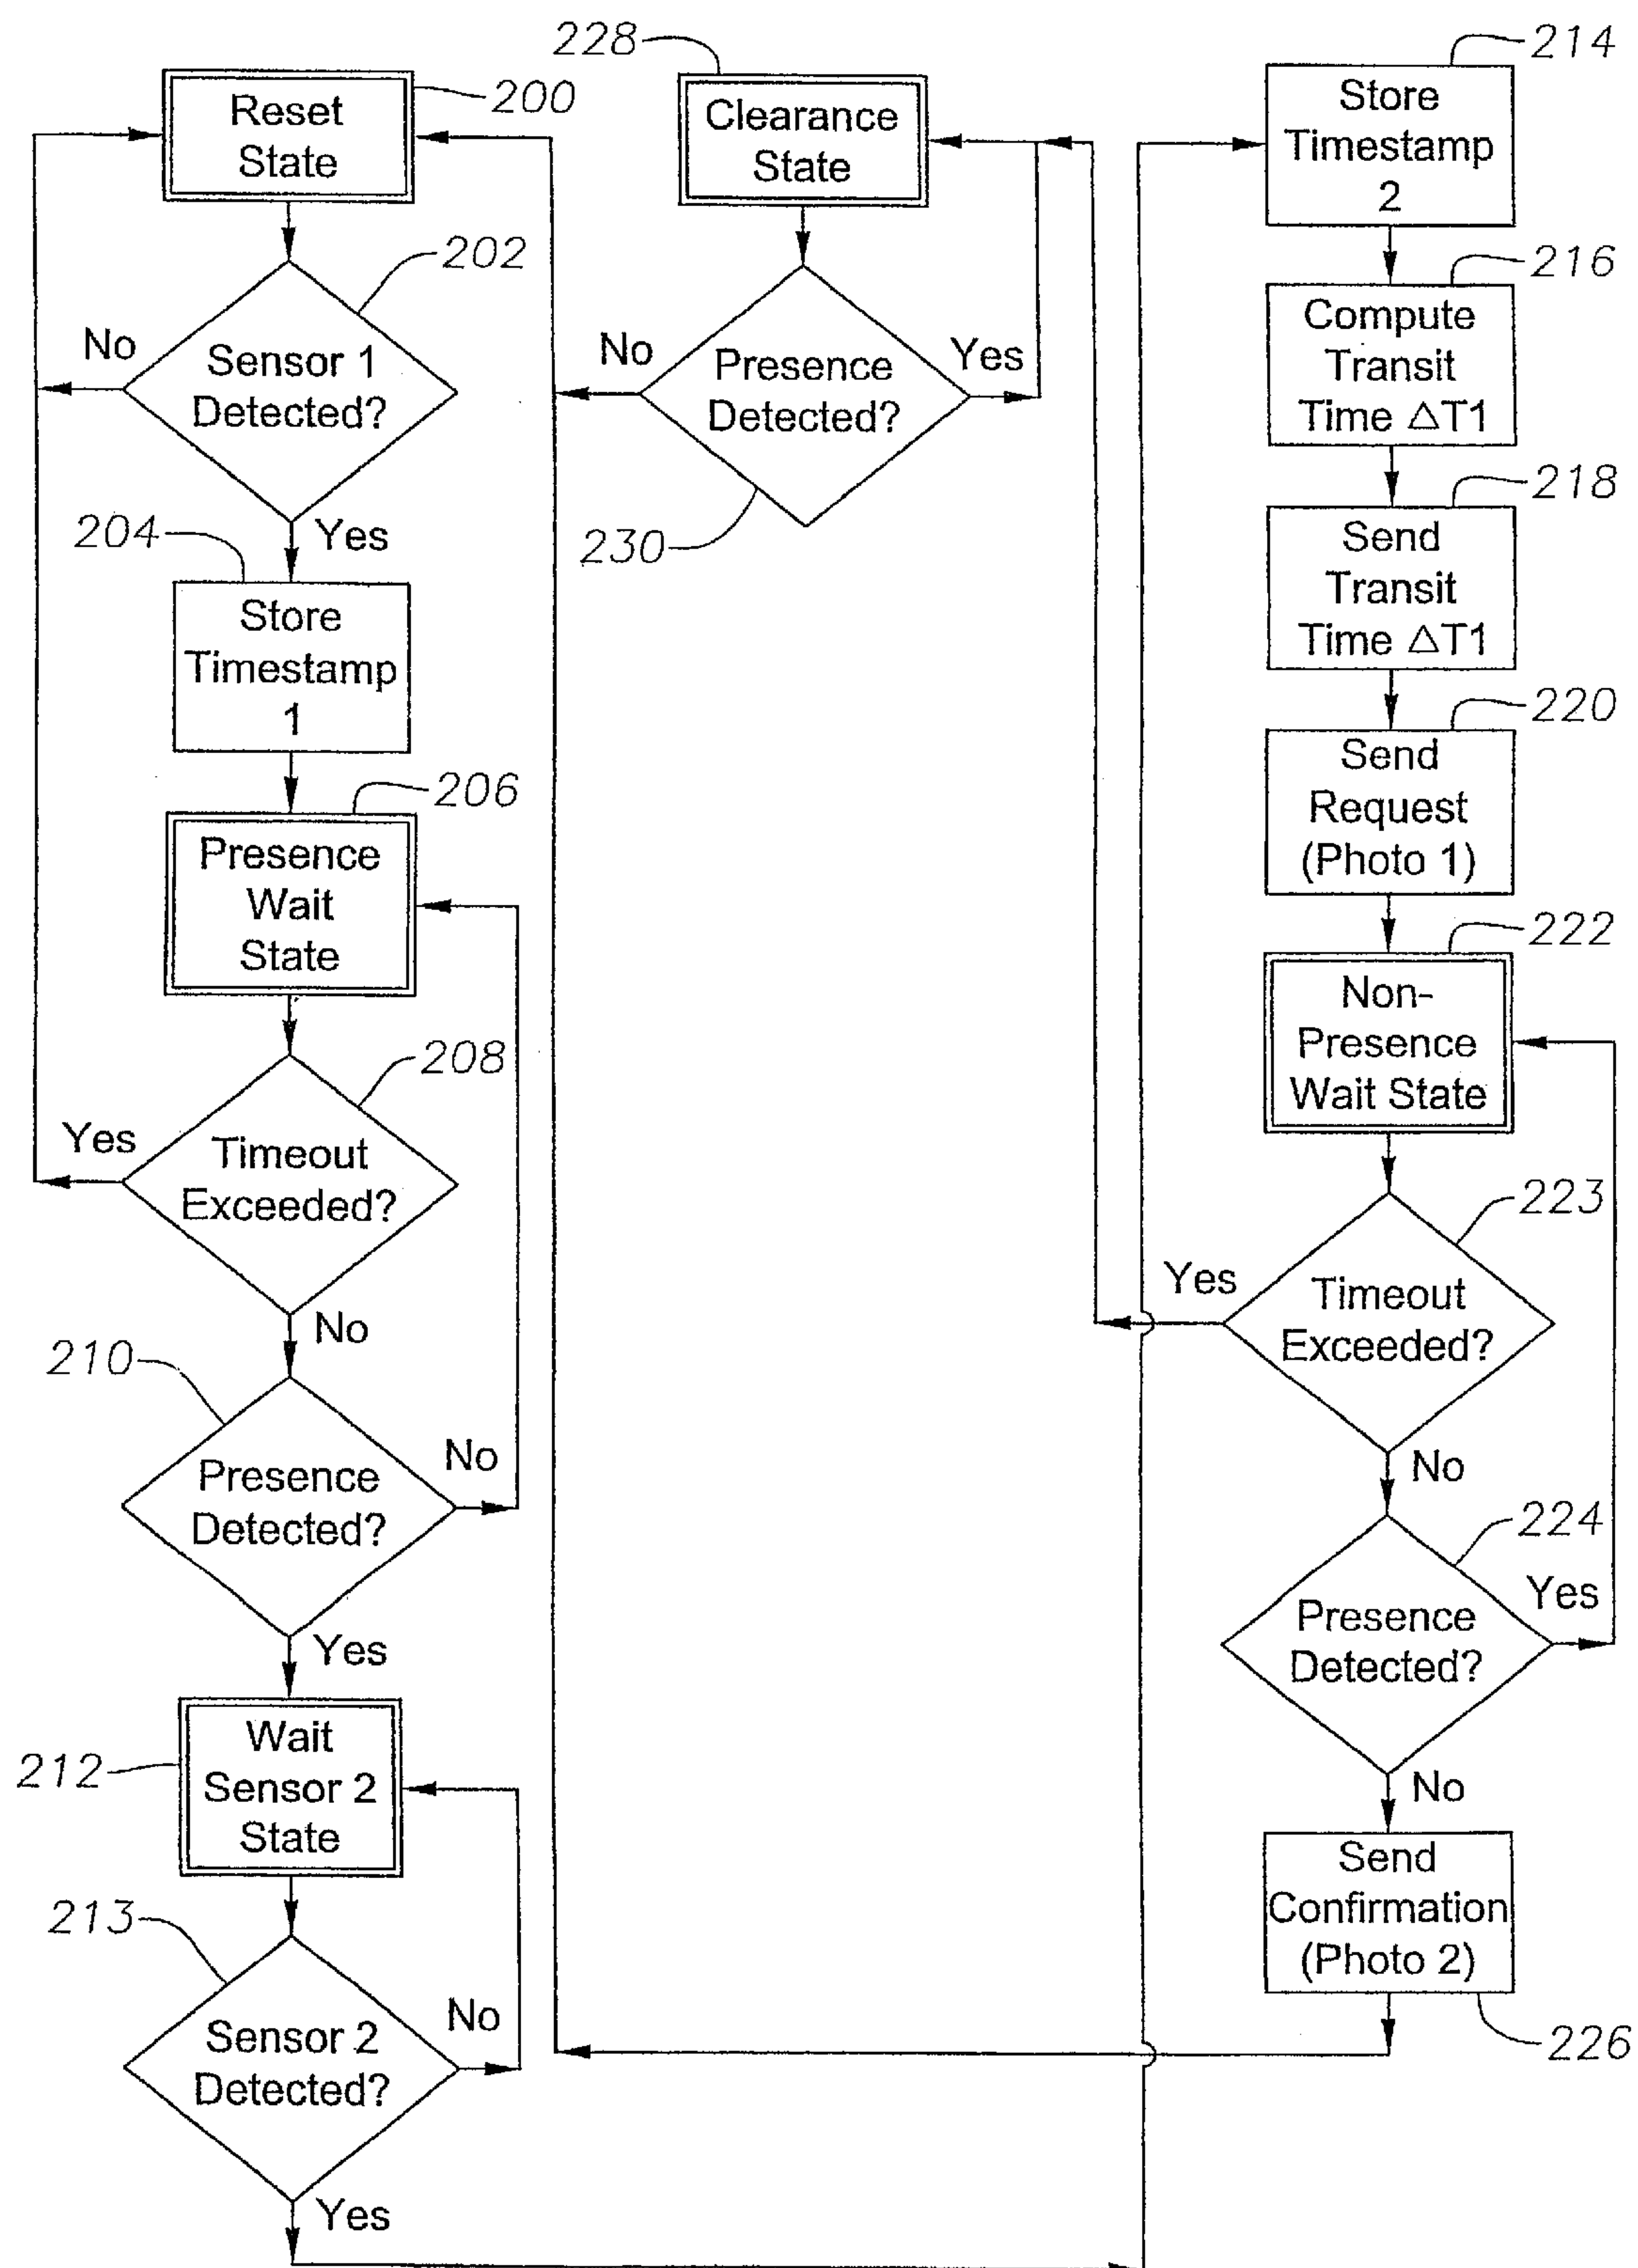 200
Reset
State
202
No
Sensor 1
Detected?
Yes
204
Store
Timestamp
1
206
Presence
Wait
State
208
Yes
Timeout
Exceeded?
No
210
Presence
Detected?
No
Yes
212
Wait
Sensor 2
State
213
Sensor 2
Detected?
No
Yes
228
Clearance
State
No
Presence
Detected?
Yes
230
214
Store
Timestamp
2
216
Compute
Transit
Time △T1
218
Send
Transit
Time △T1
220
Send
Request
(Photo 1)
222
Non-
Presence
Wait State
223
Yes
Timeout
Exceeded?
No
224
Presence
Detected?
Yes
No
Send
Confirmation
(Photo 2)
226